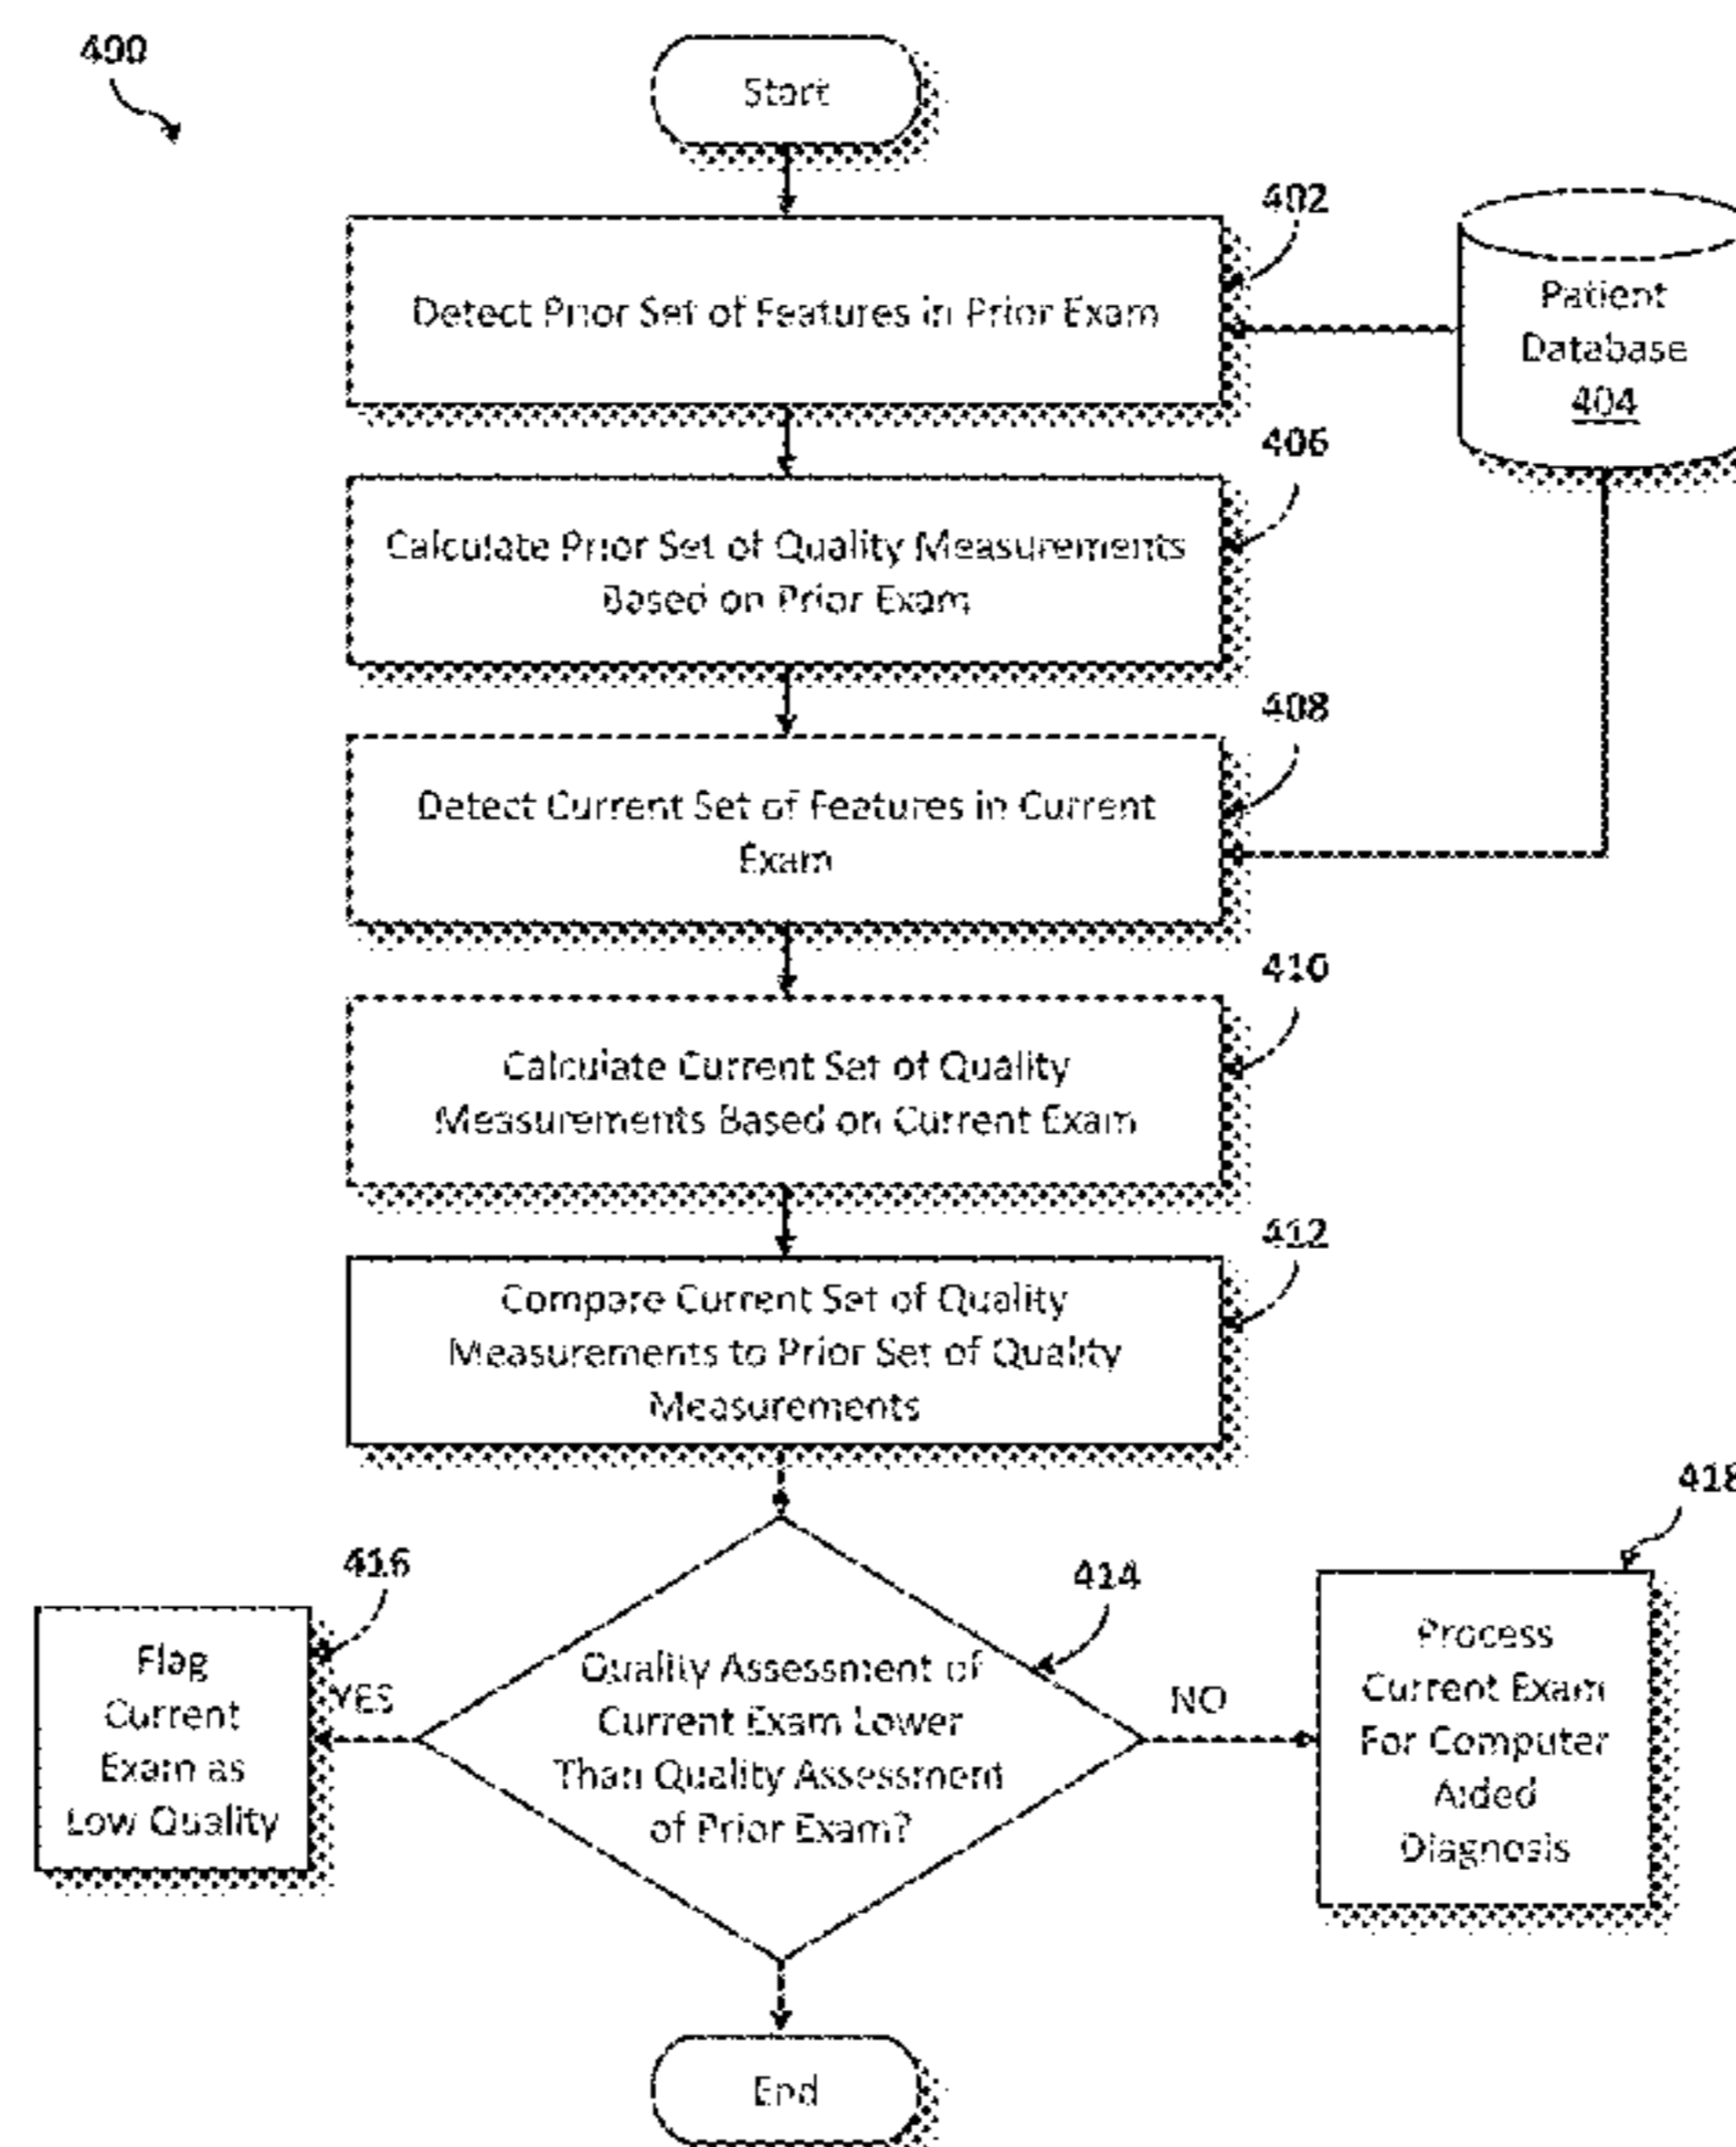 400
Start
402
Detect Prior Set of Features in Prior Exam
Patient
Database
404
406
Calculate Prior Set of Quality Measurements
Based on Prior Exam
408
Detect Current Set of Features in Current
Exam
410
Calculate Current Set of Quality
Measurements Based on Current Exam
412
Compare Current Set of Quality
Measurements to Prior Set of Quality
Measurements
418
416
414
Flag
Current
Exam as
Low Quality
YES
Quality Assessment of
Current Exam Lower
Than Quality Assessment
of Prior Exam?
NO
Process
Current Exam
For Computer
Aided
Diagnosis
End